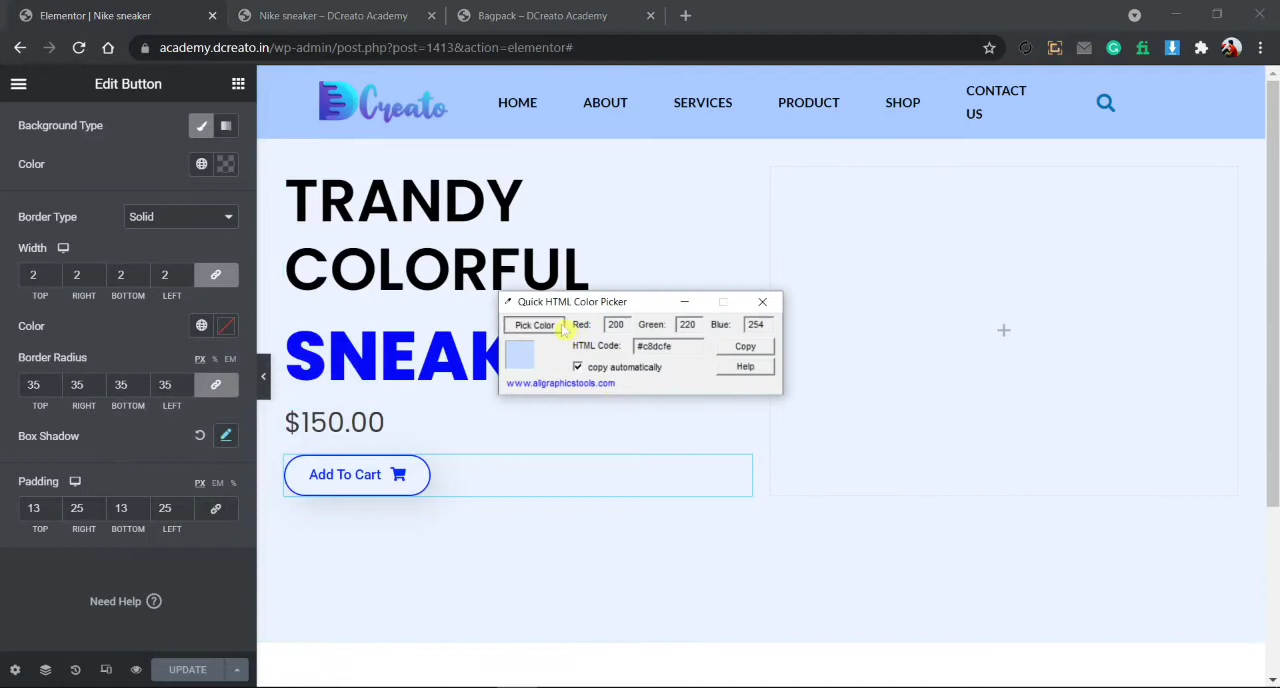 Elementor | Nike sneaker
Nike sneaker – DCreato Academy
Bagpack – DCreato Academy
academy.dcreato.in/wp-admin/post.php?post=1413&action=elementor#
Edit Button
Background Type
Color
Border Type
Solid
Width
2 2 2 2
TOP RIGHT BOTTOM LEFT
Color
Border Radius
PX % EM
35 35 35 35
TOP RIGHT BOTTOM LEFT
Box Shadow
Padding
PX EM %
13 25 13 25
TOP RIGHT BOTTOM LEFT
Need Help ?
UPDATE
DCreato
HOME
ABOUT
SERVICES
PRODUCT
SHOP
CONTACT
US
TRANDY
COLORFUL
SNEAK
$150.00
Add To Cart
Quick HTML Color Picker
Pick Color
Red: 200 Green: 220 Blue: 254
HTML Code: #c8dcfe
Copy
copy automatically
Help
www.allgraphicstools.com